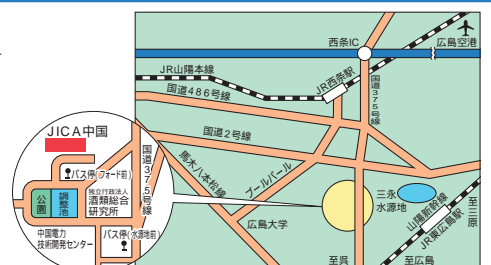 西条IC
広島空港
JR山陽本線
JR西条駅
国道486号線
国道375号線
国道2号線
馬木八本松線
ブールバール
三永
水源地
山陽新幹線
JR東広島駅
至三原
広島大学
至呉
至広島
JICA中国
バス停(フォード前)
国道375号線
公園
調整池
独立行政法人
酒類総合
研究所
中国電力
技術開発センター
バス停(水源地前)